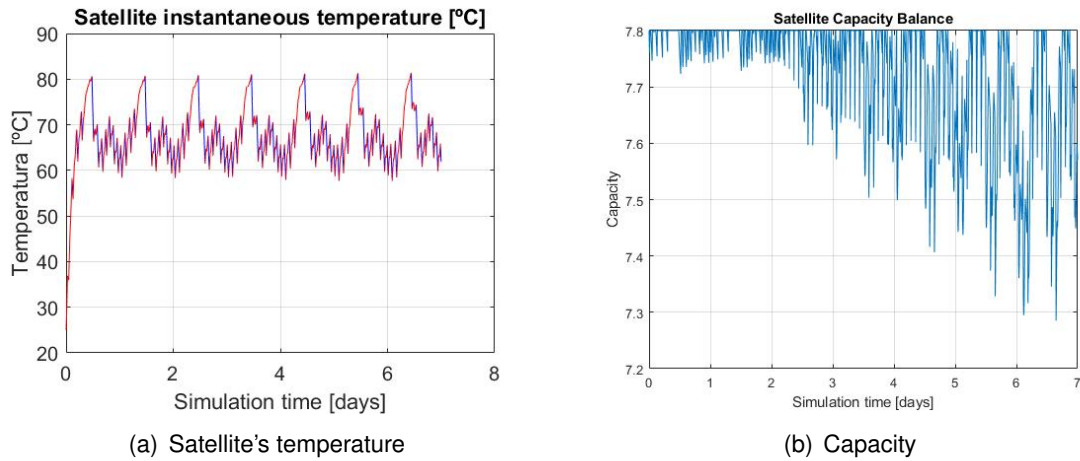 Satellite instantaneous temperature [ºC]
90
80
70
60
50
40
30
20
Temperatura [ºC]
0 2 4 6 8
Simulation time [days]
(a) Satellite's temperature
Satellite Capacity Balance
7.8
7.7
7.6
7.5
7.4
7.3
7.2
Capacity
0 1 2 3 4 5 6 7
Simulation time [days]
(b) Capacity